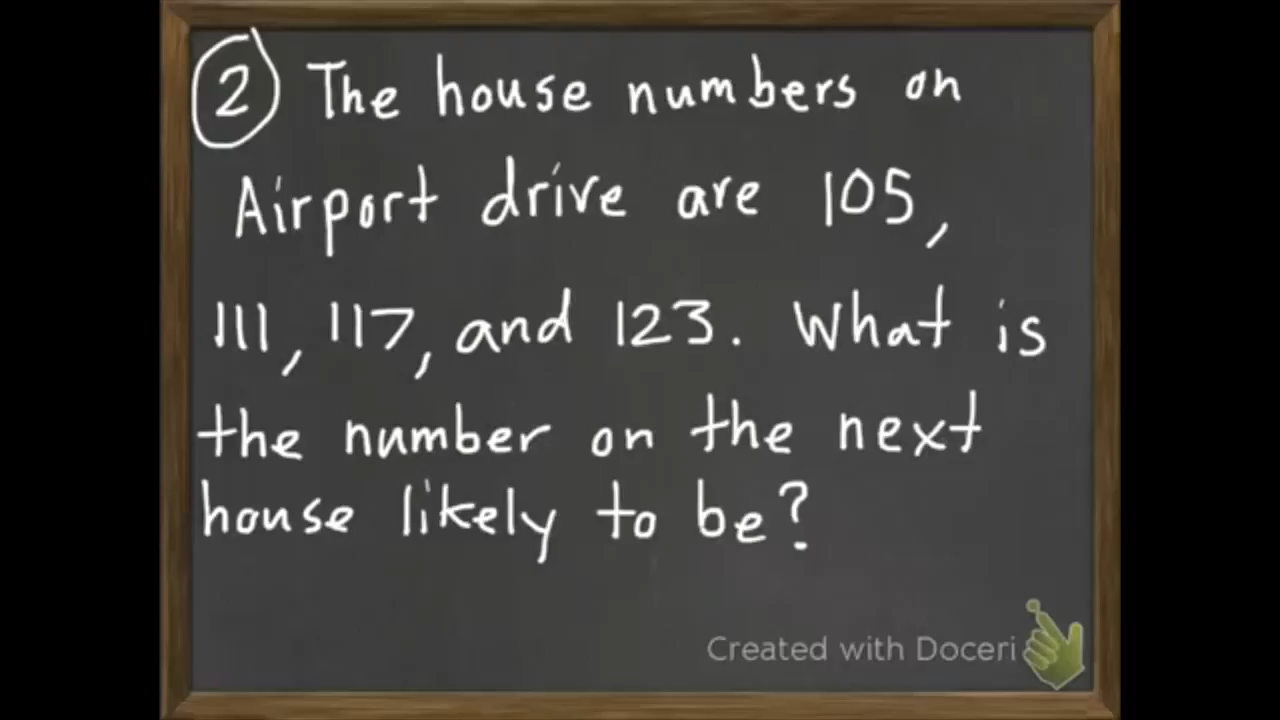 2 The house numbers on
Airport drive are 105,
111, 117, and 123. What is
the number on the next
house likely to be?
Created with Doceri